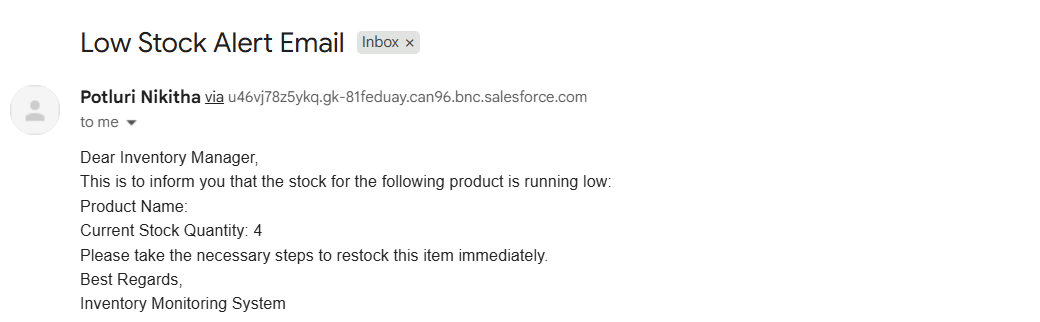 Low Stock Alert Email Inbox ×
Potluri Nikitha via u46vj78z5ykq.gk-81feduay.can96.bnc.salesforce.com
to me
Dear Inventory Manager,
This is to inform you that the stock for the following product is running low:
Product Name:
Current Stock Quantity: 4
Please take the necessary steps to restock this item immediately.
Best Regards,
Inventory Monitoring System